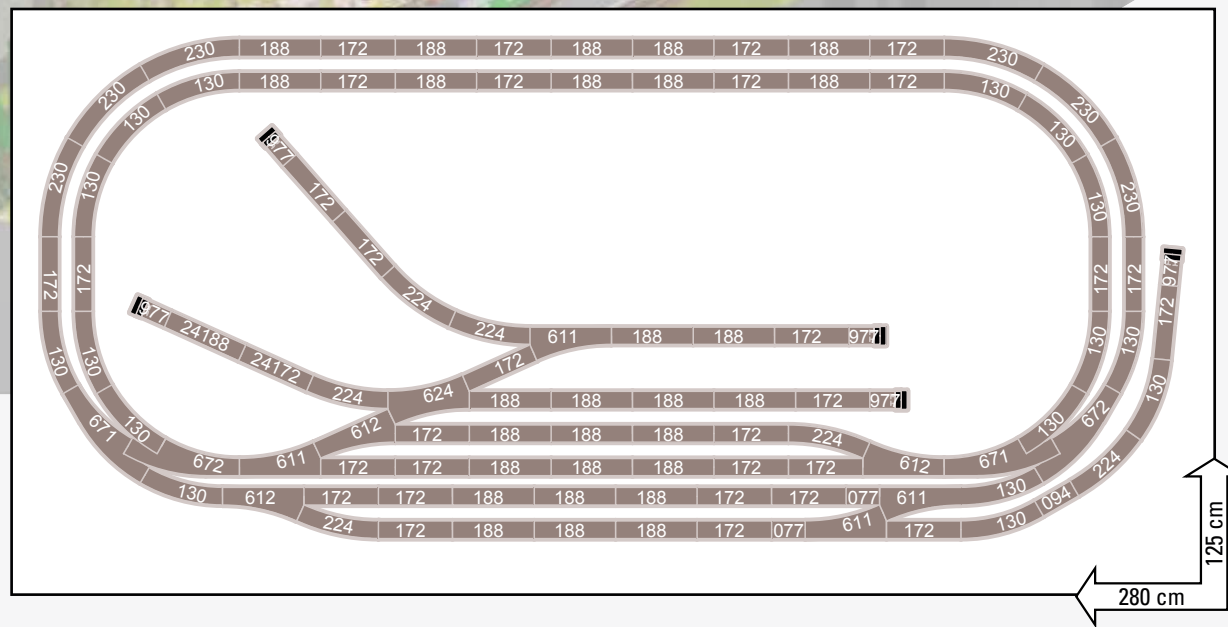 230 188 172 188 172 188 188 172 188 172 230
130 188 172 188 172 188 188 172 188 172 130
230 130 130 230
977
230 130 172 130 230
172 172 172 172 172
977
224
977 224 611 188 188 172 977
172
24188
130 130 24172 172 130 130
224 624 188 188 188 188 172 977
130
671 130 612 172 188 188 188 172 224 130 672
672 611 172 172 188 188 188 172 172 612 671 224
130 612 172 172 188 188 188 172 172 077 611 130 094
224 172 188 188 188 172 077 611 172 130
125 cm
280 cm